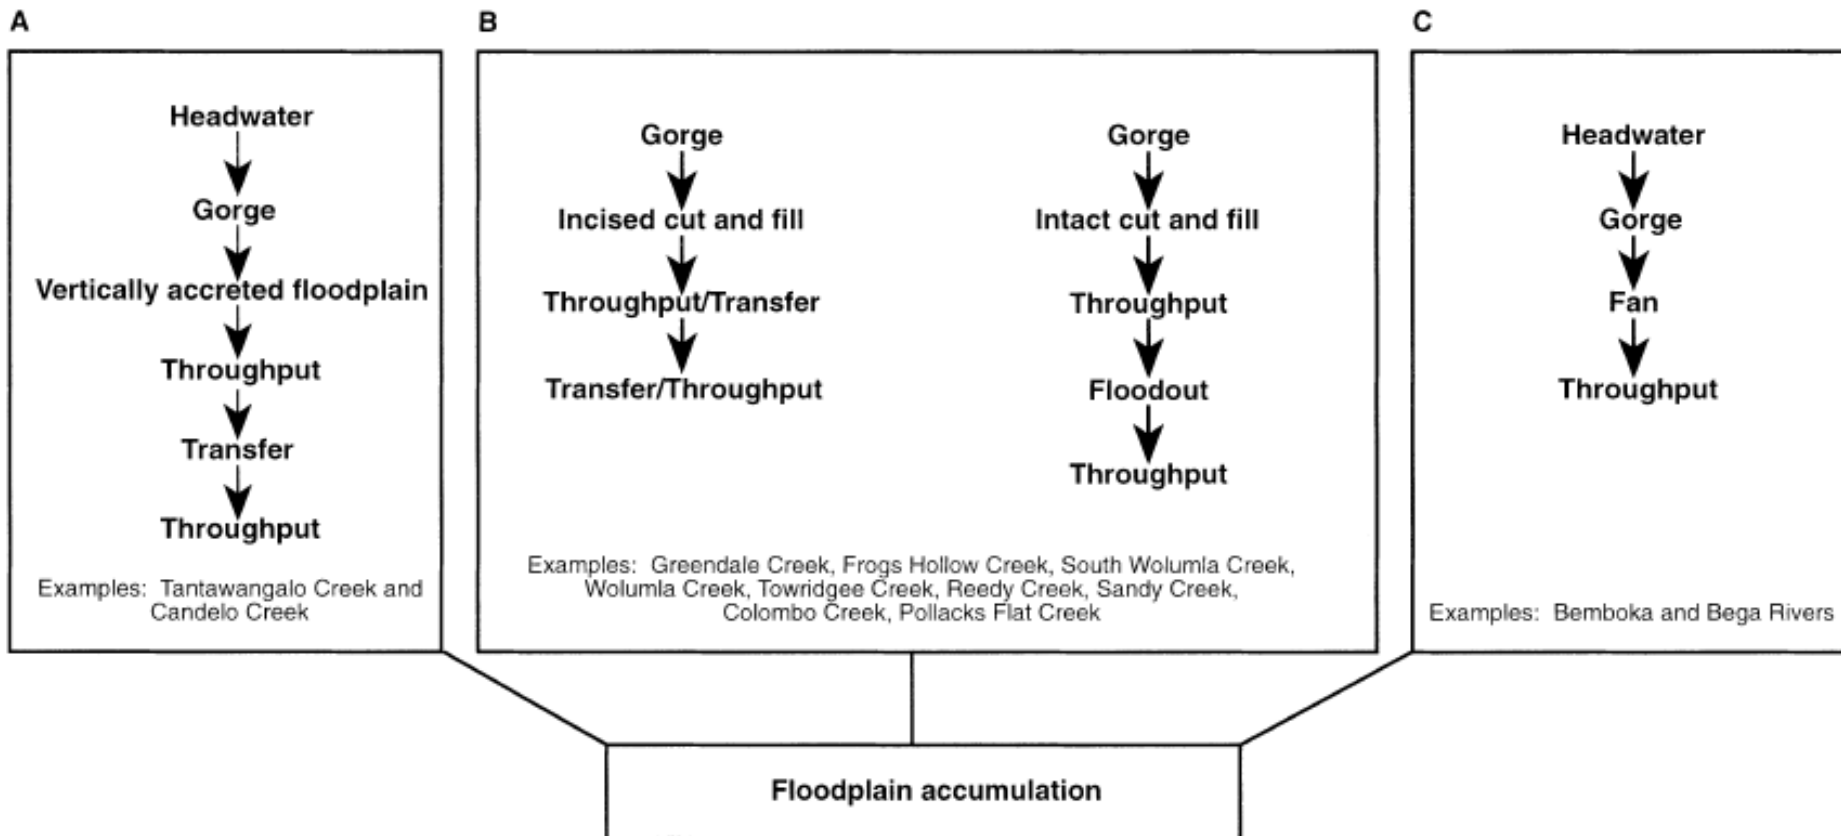 A
B
C
Headwater
Gorge
Vertically accreted floodplain
Throughput
Transfer
Throughput
Examples: Tantawangalo Creek and
Candelo Creek
Gorge
Incised cut and fill
Throughput/Transfer
Transfer/Throughput
Gorge
Intact cut and fill
Throughput
Floodout
Throughput
Examples: Greendale Creek, Frogs Hollow Creek, South Wolumla Creek,
Wolumla Creek, Towridgee Creek, Reedy Creek, Sandy Creek,
Colombo Creek, Pollacks Flat Creek
Headwater
Gorge
Fan
Throughput
Examples: Bemboka and Bega Rivers
Floodplain accumulation